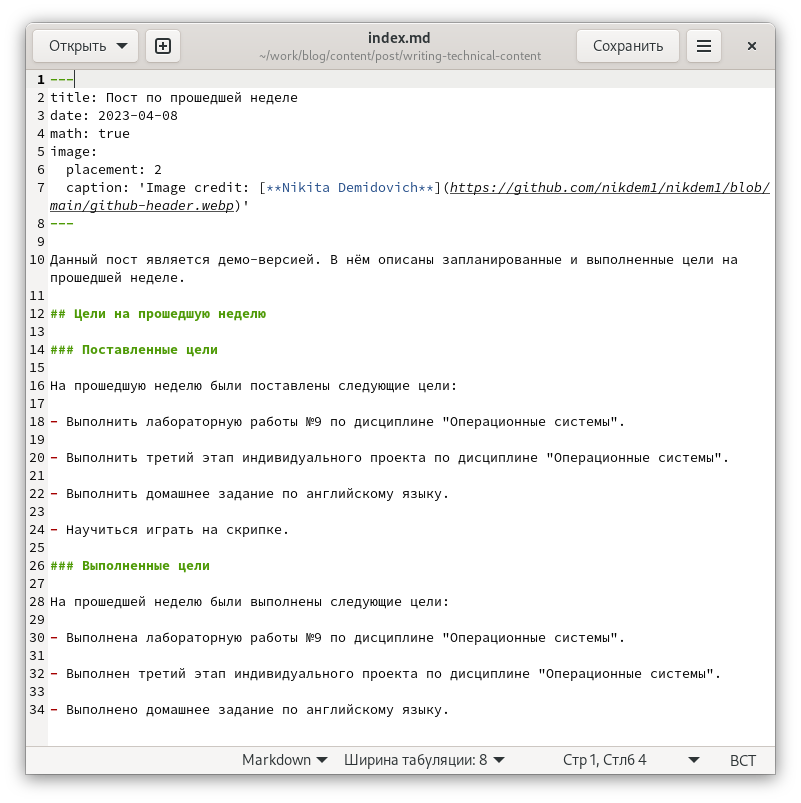 Открыть
index.md
~/work/blog/content/post/writing-technical-content
Сохранить
1 ---
2 title: Пост по прошедшей неделе
3 date: 2023-04-08
4 math: true
5 image:
6   placement: 2
7   caption: 'Image credit: [**Nikita Demidovich**](https://github.com/nikdem1/nikdem1/blob/
main/github-header.webp)'
8 ---
9
10 Данный пост является демо-версией. В нём описаны запланированные и выполненные цели на
прошедшей неделе.
11
12 ## Цели на прошедшую неделю
13
14 ### Поставленные цели
15
16 На прошедшую неделю были поставлены следующие цели:
17
18 - Выполнить лабораторную работы №9 по дисциплине "Операционные системы".
19
20 - Выполнить третий этап индивидуального проекта по дисциплине "Операционные системы".
21
22 - Выполнить домашнее задание по английскому языку.
23
24 - Научиться играть на скрипке.
25
26 ### Выполненные цели
27
28 На прошедшей неделю были выполнены следующие цели:
29
30 - Выполнена лабораторную работы №9 по дисциплине "Операционные системы".
31
32 - Выполнен третий этап индивидуального проекта по дисциплине "Операционные системы".
33
34 - Выполнено домашнее задание по английскому языку.
Markdown Ширина табуляции: 8 Стр 1, Стлб 4 ВСТ